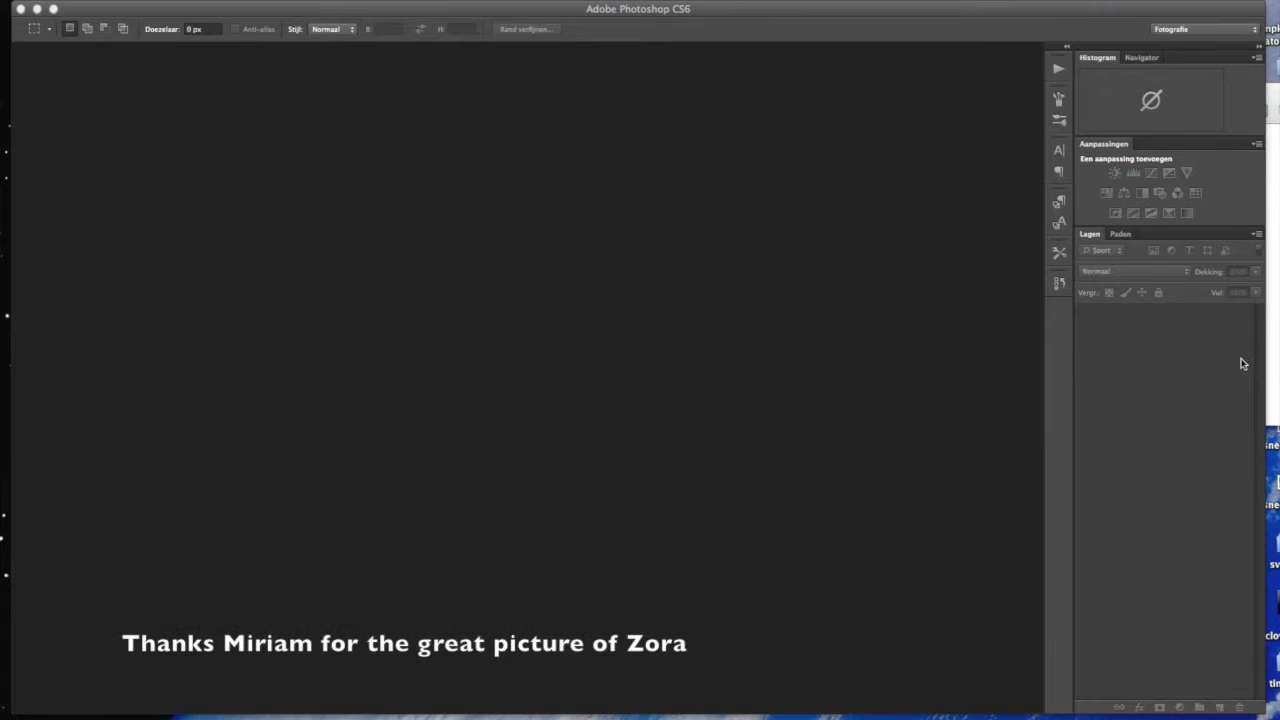 Adobe Photoshop CS6
Doezelaar: 0 px Anti-alias Stijl: Normaal B: H: Rand verfijnen... Fotografie
Histogram Navigator
Aanpassingen
Een aanpassing toevoegen
Lagen Paden
Soort
Normaal Dekking:
Vergr.: Vul:
Thanks Miriam for the great picture of Zora